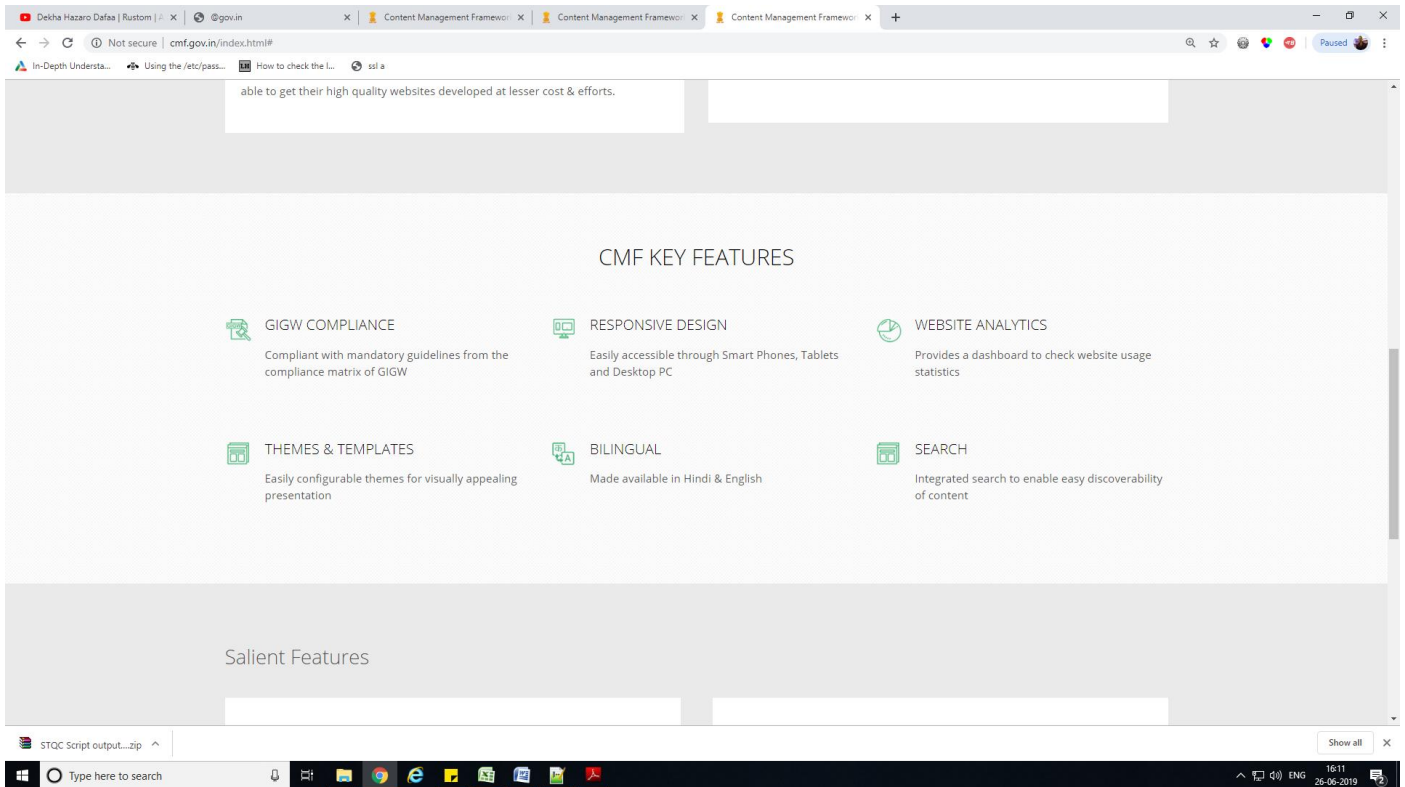 Dekha Hazaro Dafaa | Rustom | A
@gov.in
Content Management Framewor
Content Management Framewor
Content Management Framewor
Not secure | cmf.gov.in/index.html#
Paused
In-Depth Understa...
Using the /etc/pass...
How to check the l...
ssl a
able to get their high quality websites developed at lesser cost & efforts.
CMF KEY FEATURES
GIGW COMPLIANCE
Compliant with mandatory guidelines from the
compliance matrix of GIGW
RESPONSIVE DESIGN
Easily accessible through Smart Phones, Tablets
and Desktop PC
WEBSITE ANALYTICS
Provides a dashboard to check website usage
statistics
THEMES & TEMPLATES
Easily configurable themes for visually appealing
presentation
BILINGUAL
Made available in Hindi & English
SEARCH
Integrated search to enable easy discoverability
of content
Salient Features
STQC Script output....zip
Show all
Type here to search
ENG
16:11
26-06-2019
2